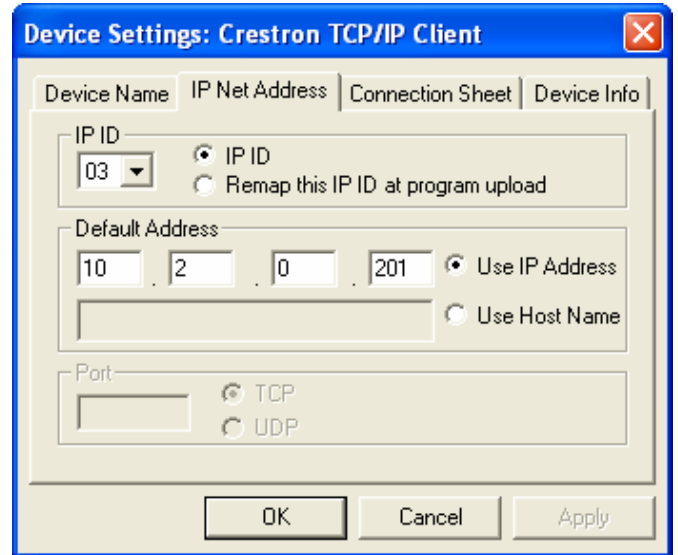 Device Settings: Crestron TCP/IP Client
Device Name IP Net Address Connection Sheet Device Info
IP ID
03 IP ID
Remap this IP ID at program upload
Default Address
10 . 2 . 0 . 201 Use IP Address
Use Host Name
Port
TCP
UDP
OK Cancel Apply